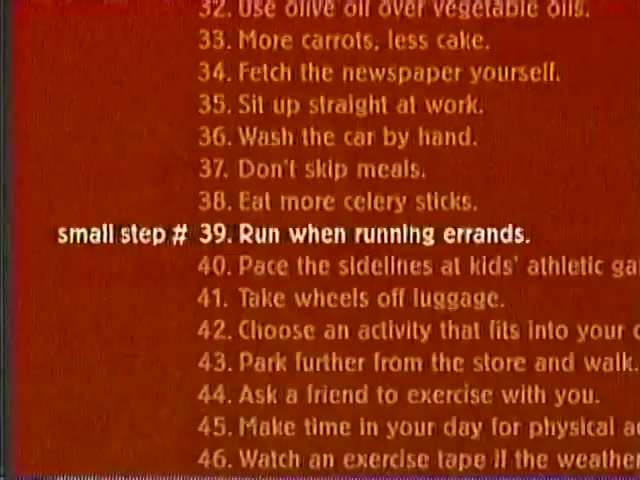 32. Use olive oil over vegetable oils.
33. More carrots, less cake.
34. Fetch the newspaper yourself.
35. Sit up straight at work.
36. Wash the car by hand.
37. Don't skip meals.
38. Eat more celery sticks.
small step # 39. Run when running errands.
40. Pace the sidelines at kids' athletic ga
41. Take wheels off luggage.
42. Choose an activity that fits into your
43. Park further from the store and walk.
44. Ask a friend to exercise with you.
45. Make time in your day for physical a
46. Watch an exercise tape if the weathe